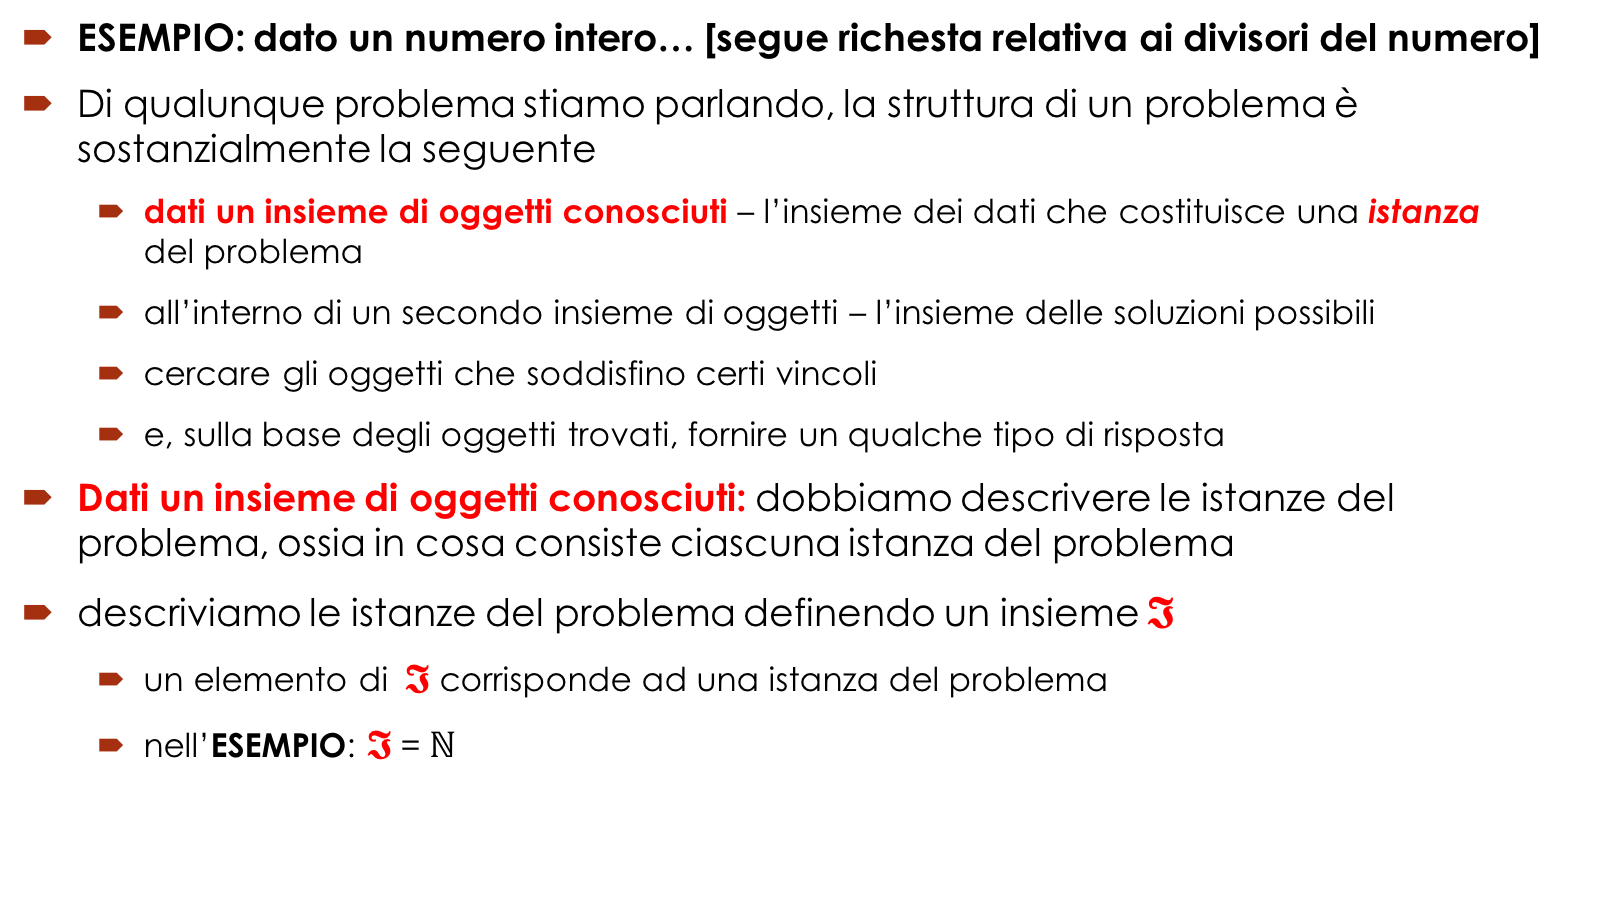 ESEMPIO: dato un numero intero… [segue richesta relativa ai divisori del numero]
Di qualunque problema stiamo parlando, la struttura di un problema è
sostanzialmente la seguente
dati un insieme di oggetti conosciuti – l’insieme dei dati che costituisce una istanza
del problema
all’interno di un secondo insieme di oggetti – l’insieme delle soluzioni possibili
cercare gli oggetti che soddisfino certi vincoli
e, sulla base degli oggetti trovati, fornire un qualche tipo di risposta
Dati un insieme di oggetti conosciuti: dobbiamo descrivere le istanze del
problema, ossia in cosa consiste ciascuna istanza del problema
descriviamo le istanze del problema definendo un insieme ℑ
un elemento di ℑ corrisponde ad una istanza del problema
nell’ESEMPIO: ℑ = ℕ